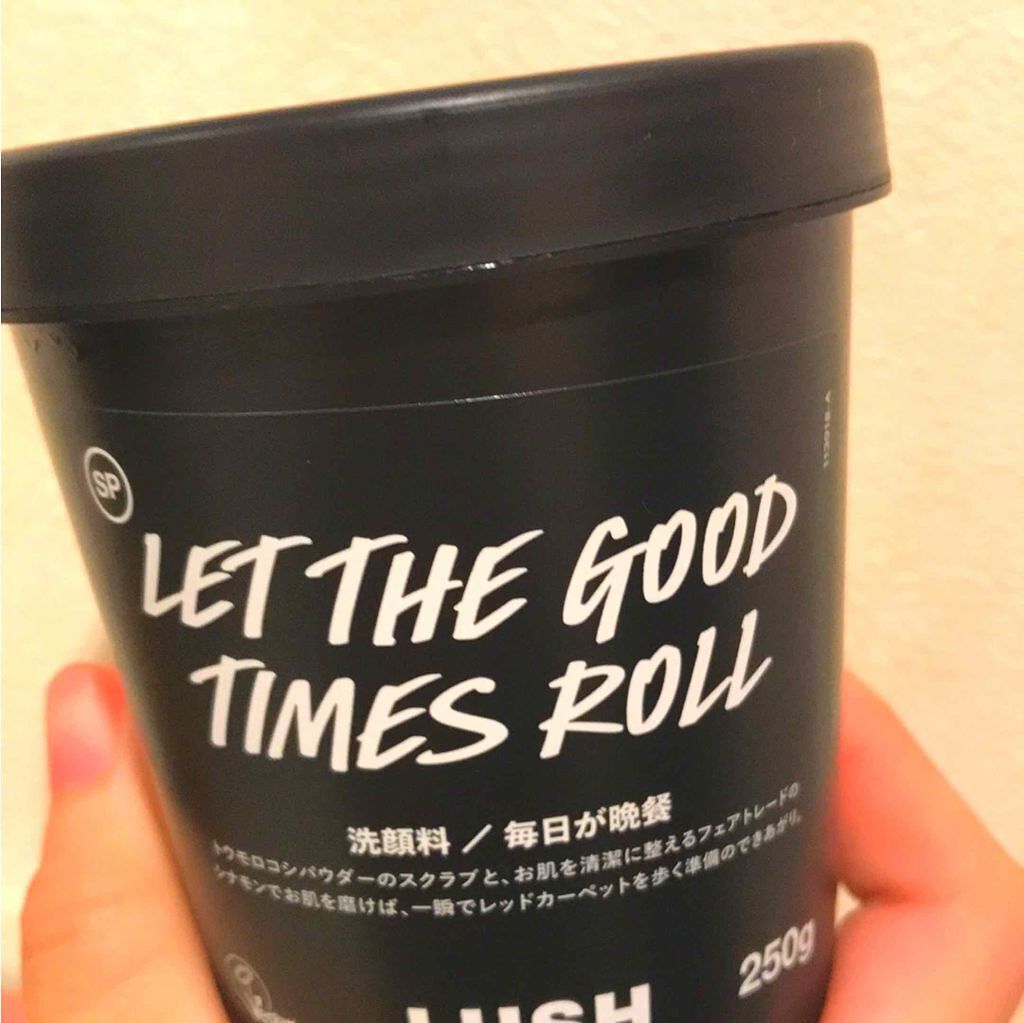 SP
113918-A
LET THE GOOD
TIMES ROLL
洗顔料 / 毎日が晩餐
トウモロコシパウダーのスクラブと、お肌を清潔に整えるフェアトレードの
シナモンでお肌を磨けば、一瞬でレッドカーペットを歩く準備のできあがり。
250g
LUSH